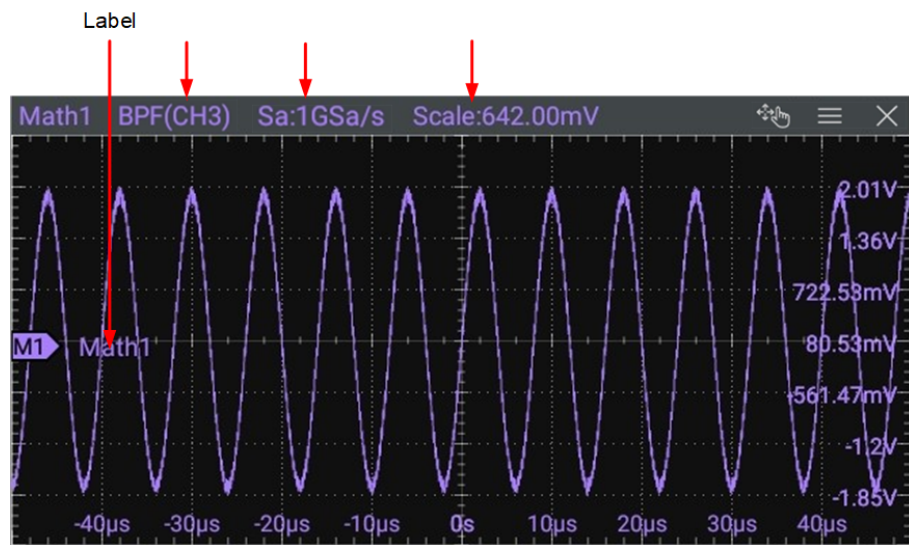 Label
Math1 BPF(CH3) Sa:1GSa/s Scale:642.00mV
2.01V
1.36V
722.53mV
M1 Math1 80.53mV
-561.47mV
-1.2V
-1.85V
-40μs -30μs -20μs -10μs 0s 10μs 20μs 30μs 40μs